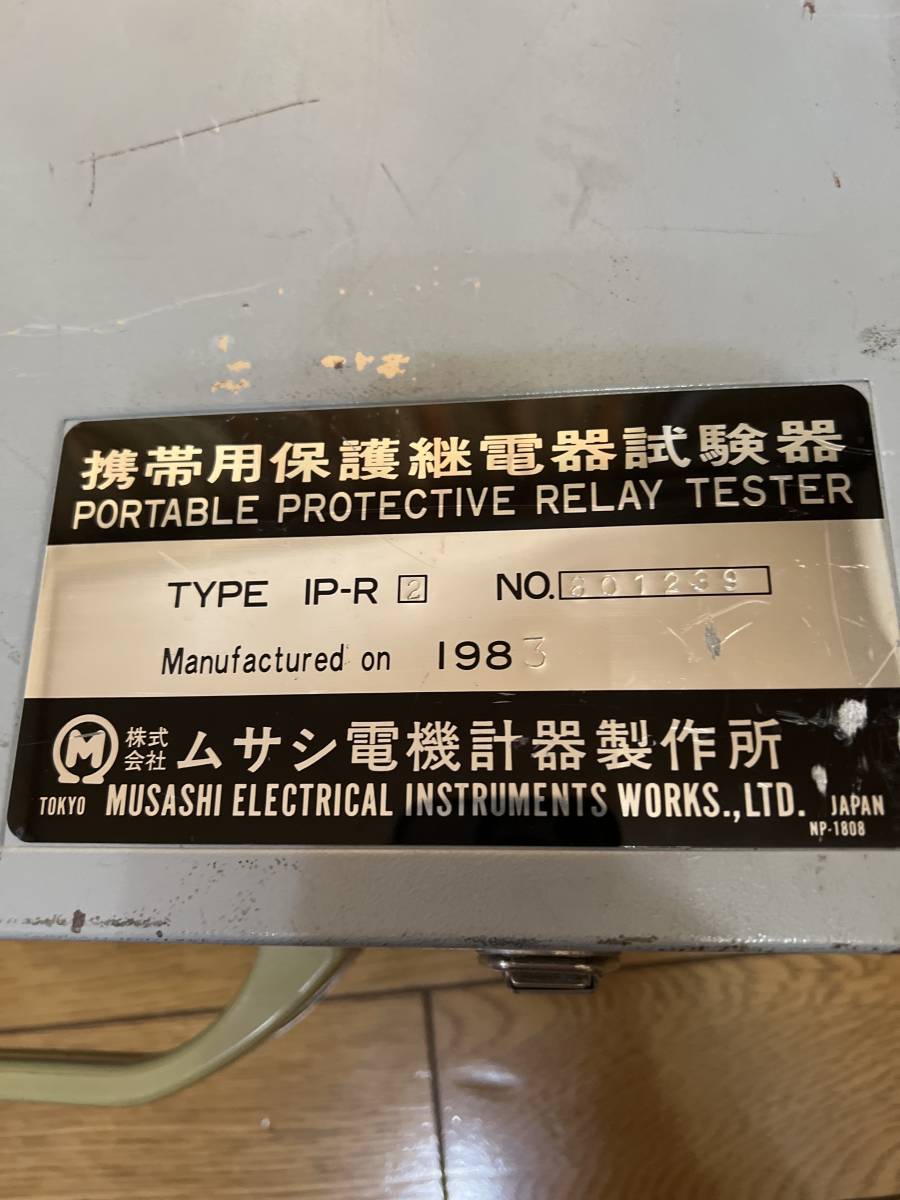 携帯用保護継電器試験器
PORTABLE PROTECTIVE RELAY TESTER
TYPE IP-R 2 NO. 801239
Manufactured on 1983
M 株式会社 ムサシ電機計器製作所
TOKYO MUSASHI ELECTRICAL INSTRUMENTS WORKS.,LTD. JAPAN
NP-1808